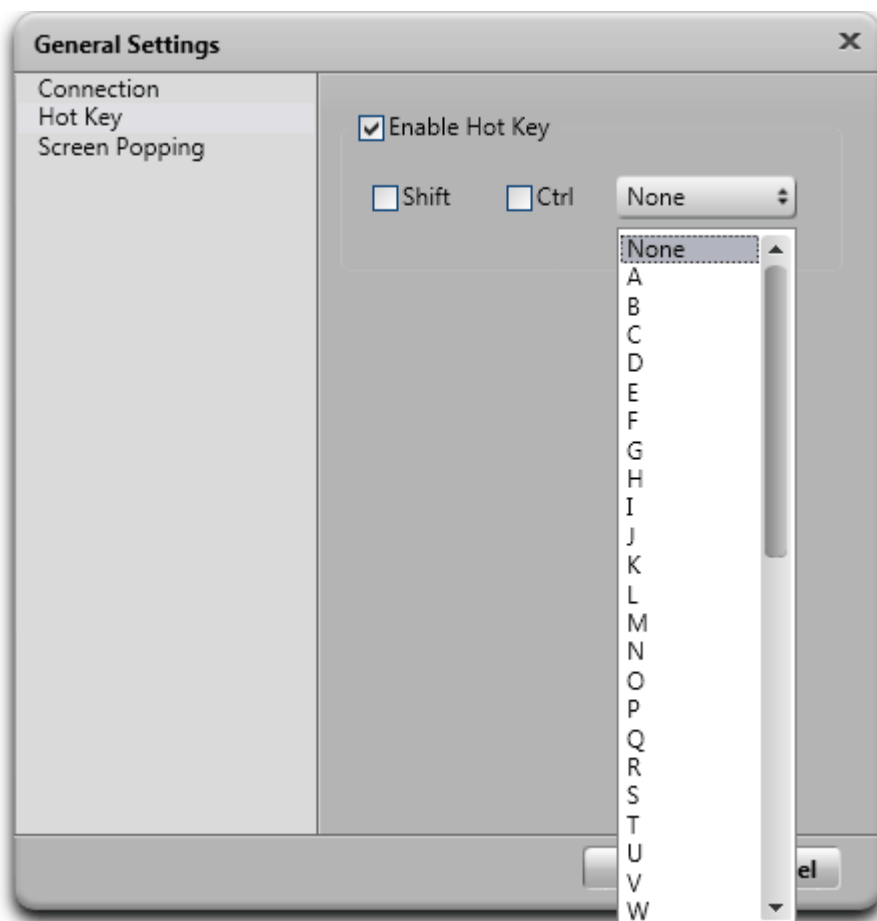 General Settings
Connection
Hot Key
Screen Popping
Enable Hot Key
Shift
Ctrl
None
None
A
B
C
D
E
F
G
H
I
J
K
L
M
N
O
P
Q
R
S
T
U
V
W
el